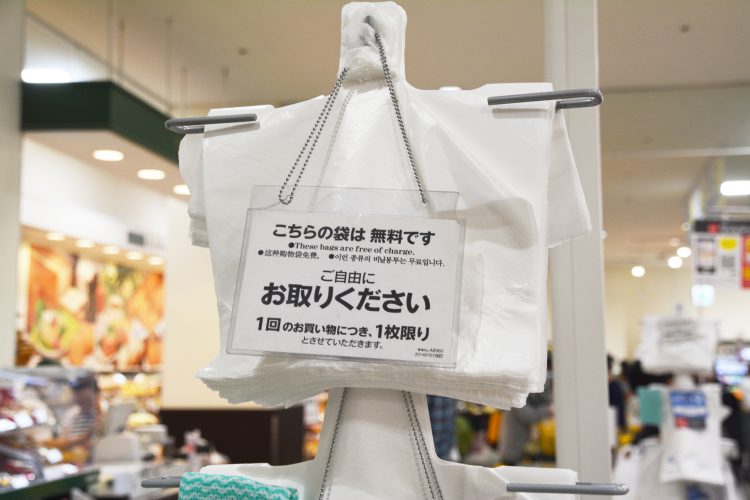 こちらの袋は 無料です
●These bags are free of charge.
●这种购物袋免费。 ●이런 종류의 비닐봉투는 무료입니다.
ご自由に
お取りください
1回のお買い物につき、1枚限り
とさせていただきます。